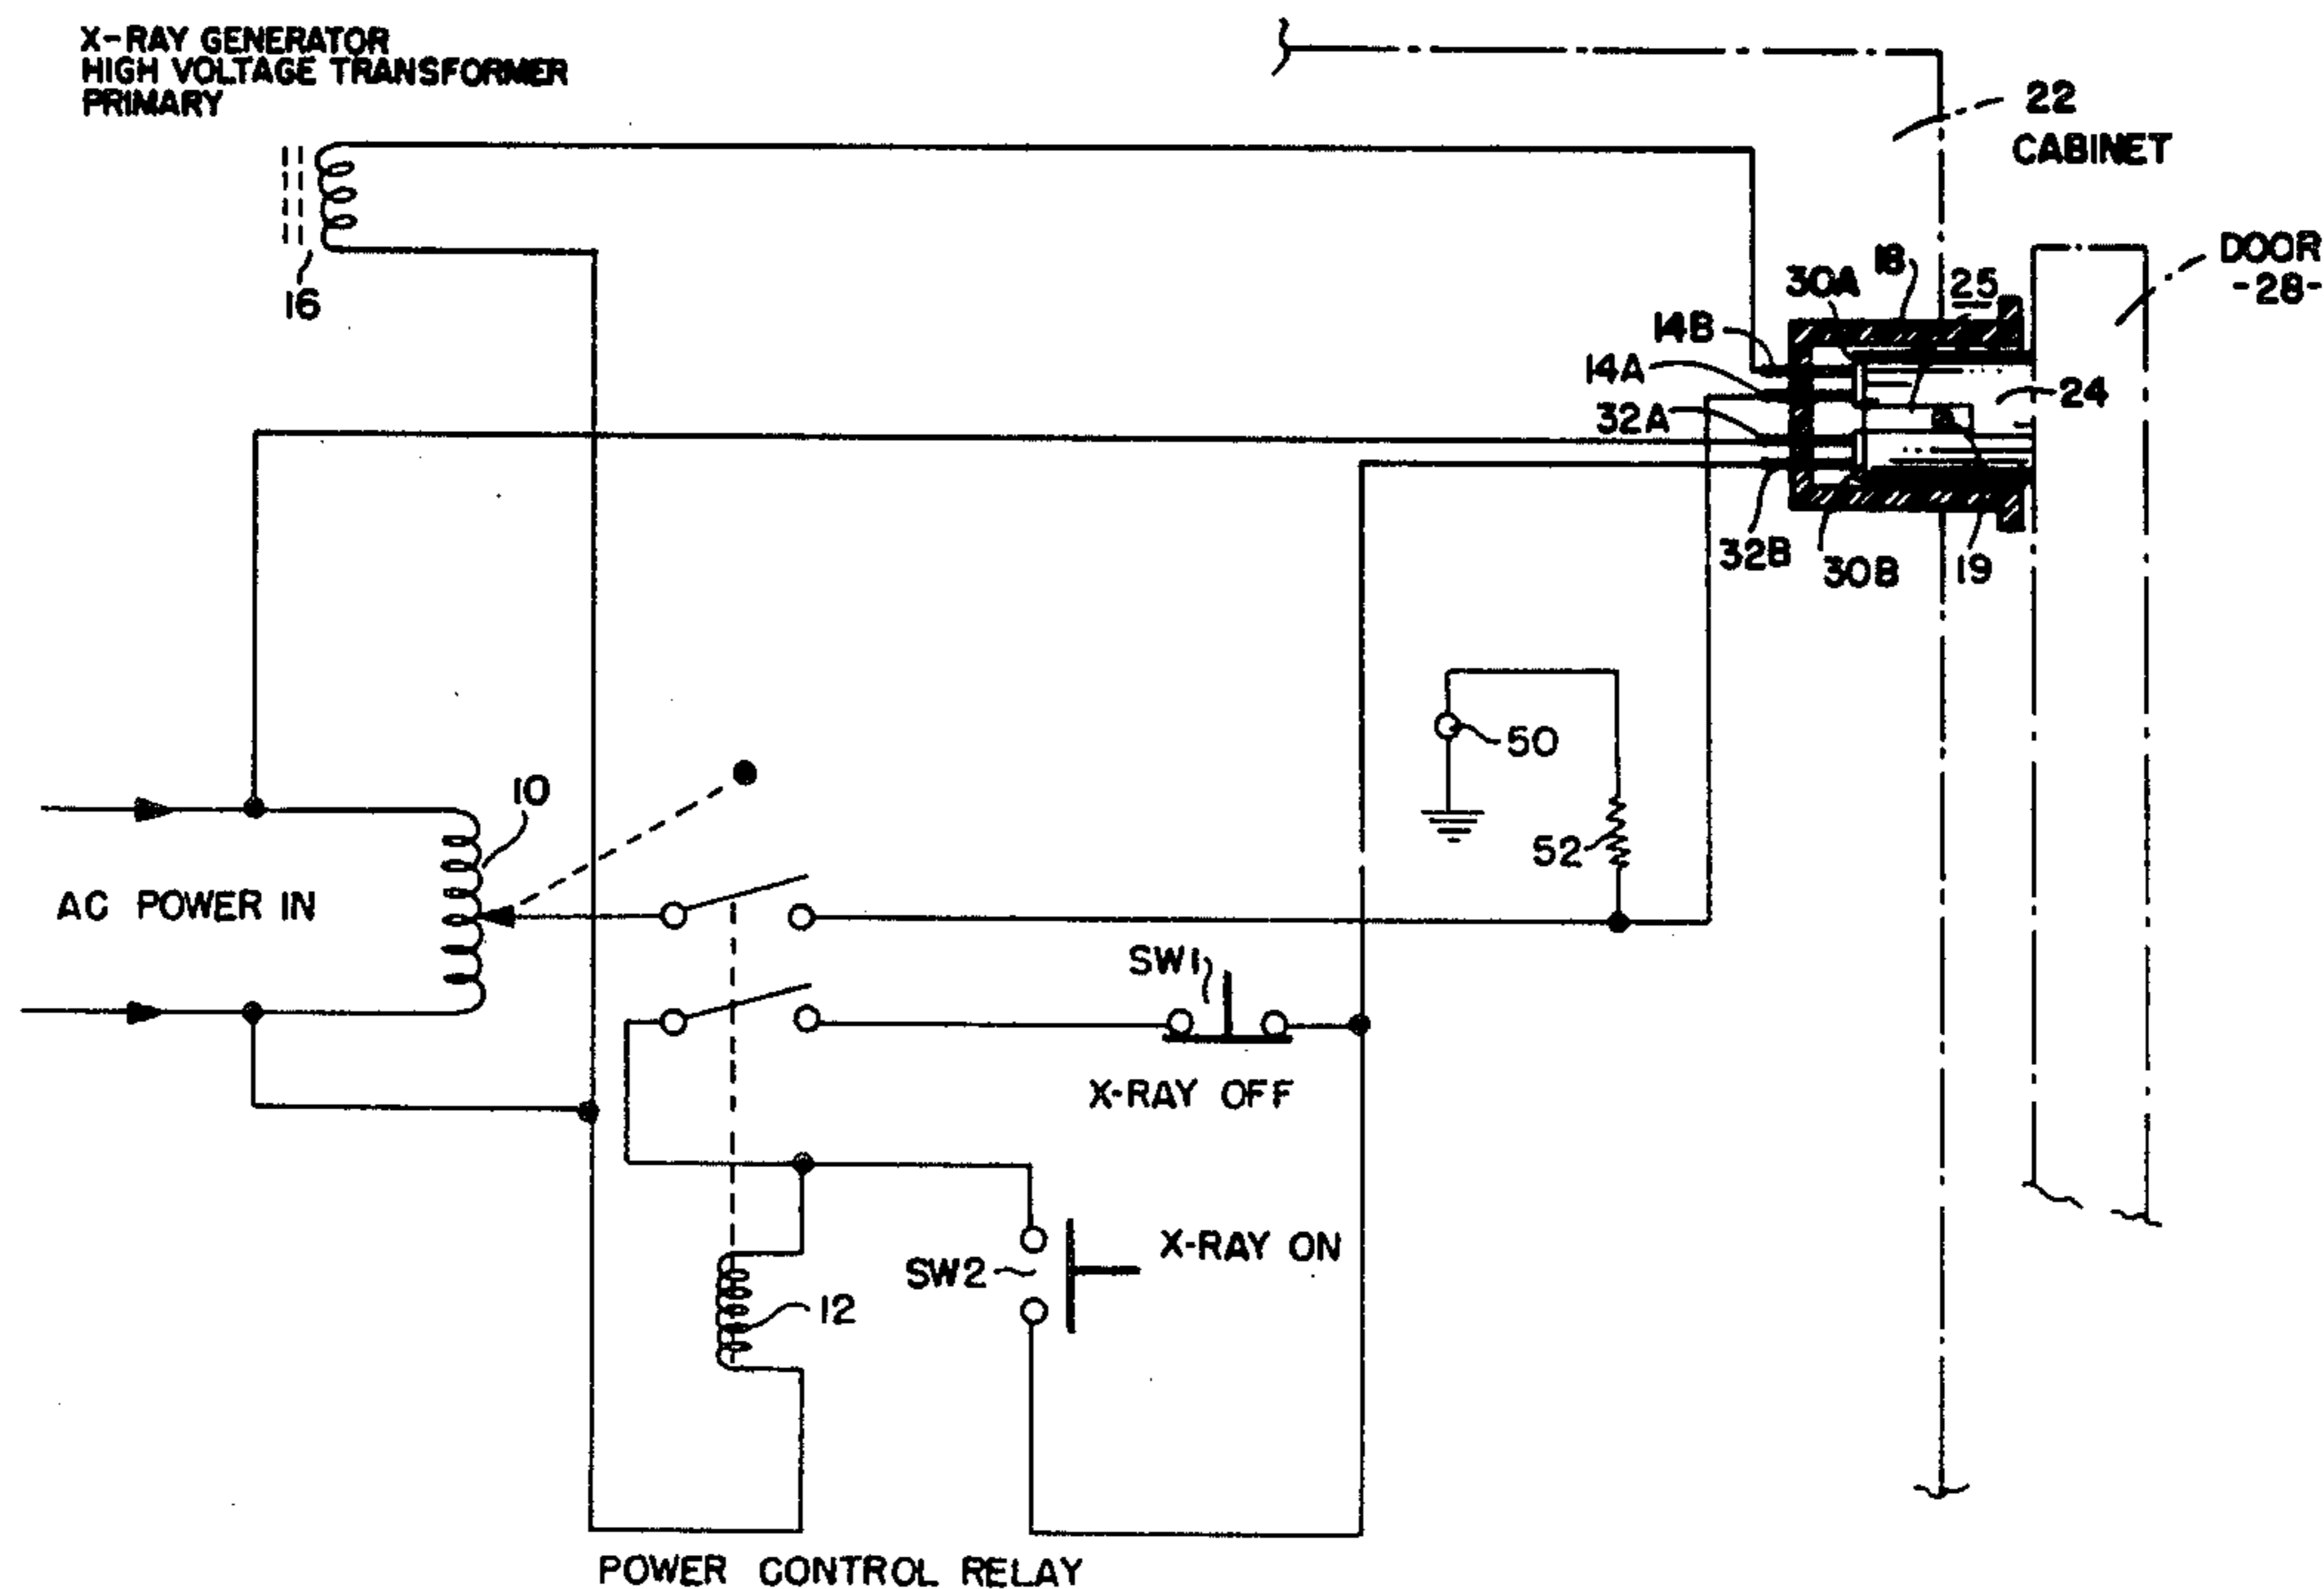 X-RAY GENERATOR
HIGH VOLTAGE TRANSFORMER
PRIMARY
22
CABINET
DOOR
-28-
16
30A
18
25
14B
14A
24
32A
32B
30B
19
50
10
52
AC POWER IN
SW1
X-RAY OFF
X-RAY ON
SW2
12
POWER CONTROL RELAY